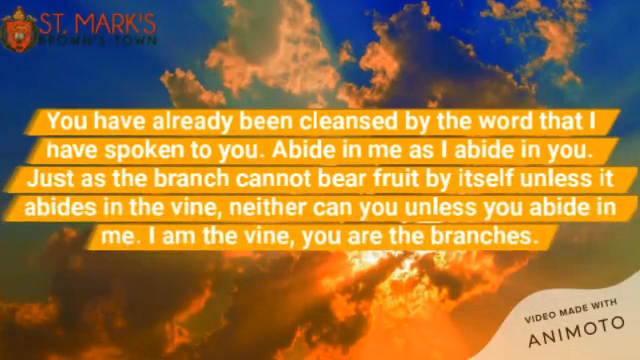 ST. MARK'S
BROWN'S TOWN
You have already been cleansed by the word that I
have spoken to you. Abide in me as I abide in you.
Just as the branch cannot bear fruit by itself unless it
abides in the vine, neither can you unless you abide in
me. I am the vine, you are the branches.
VIDEO MADE WITH
ANIMOTO